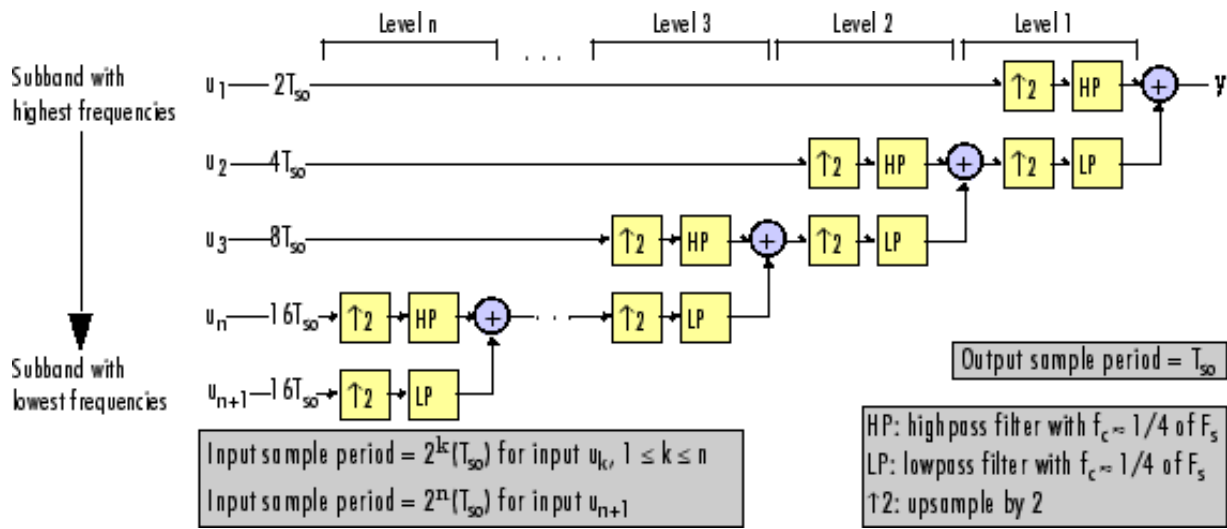 Level n
. . . .
Level 3
Level 2
Level 1
Subband with
highest frequencies
u1 2Tso ↑2 HP + y
u2 4Tso ↑2 HP + ↑2 LP
u3 8Tso ↑2 HP + ↑2 LP
un 16Tso ↑2 HP + . . . ↑2 LP
un+1 16Tso ↑2 LP
Subband with
lowest frequencies
Output sample period = Tso
Input sample period = 2^k(Tso) for input uk, 1 ≤ k ≤ n
Input sample period = 2^n(Tso) for input un+1
HP: highpass filter with fc ≈ 1/4 of Fs
LP: lowpass filter with fc ≈ 1/4 of Fs
↑2: upsample by 2